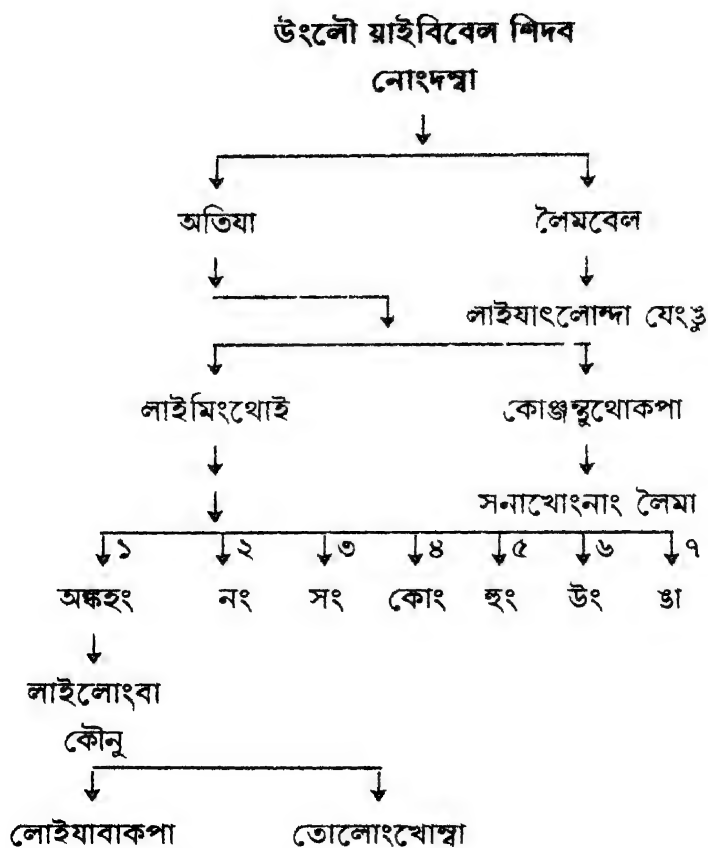 উংলৌ য়াইবিবেল শিদব
নোংদম্বা
অতিযা লৈমবেল
লাইযাৎলোন্দা যেংঙু
লাইমিংথোই কোঞ্জন্থুথোকপা
সনাখোংনাং লৈমা
১ ২ ৩ ৪ ৫ ৬ ৭
অঙ্কহং নং সং কোং হুং উং ঙা
লাইলোংবা
কৌনু
লোইযাবাকপা তোলোংখোম্বা